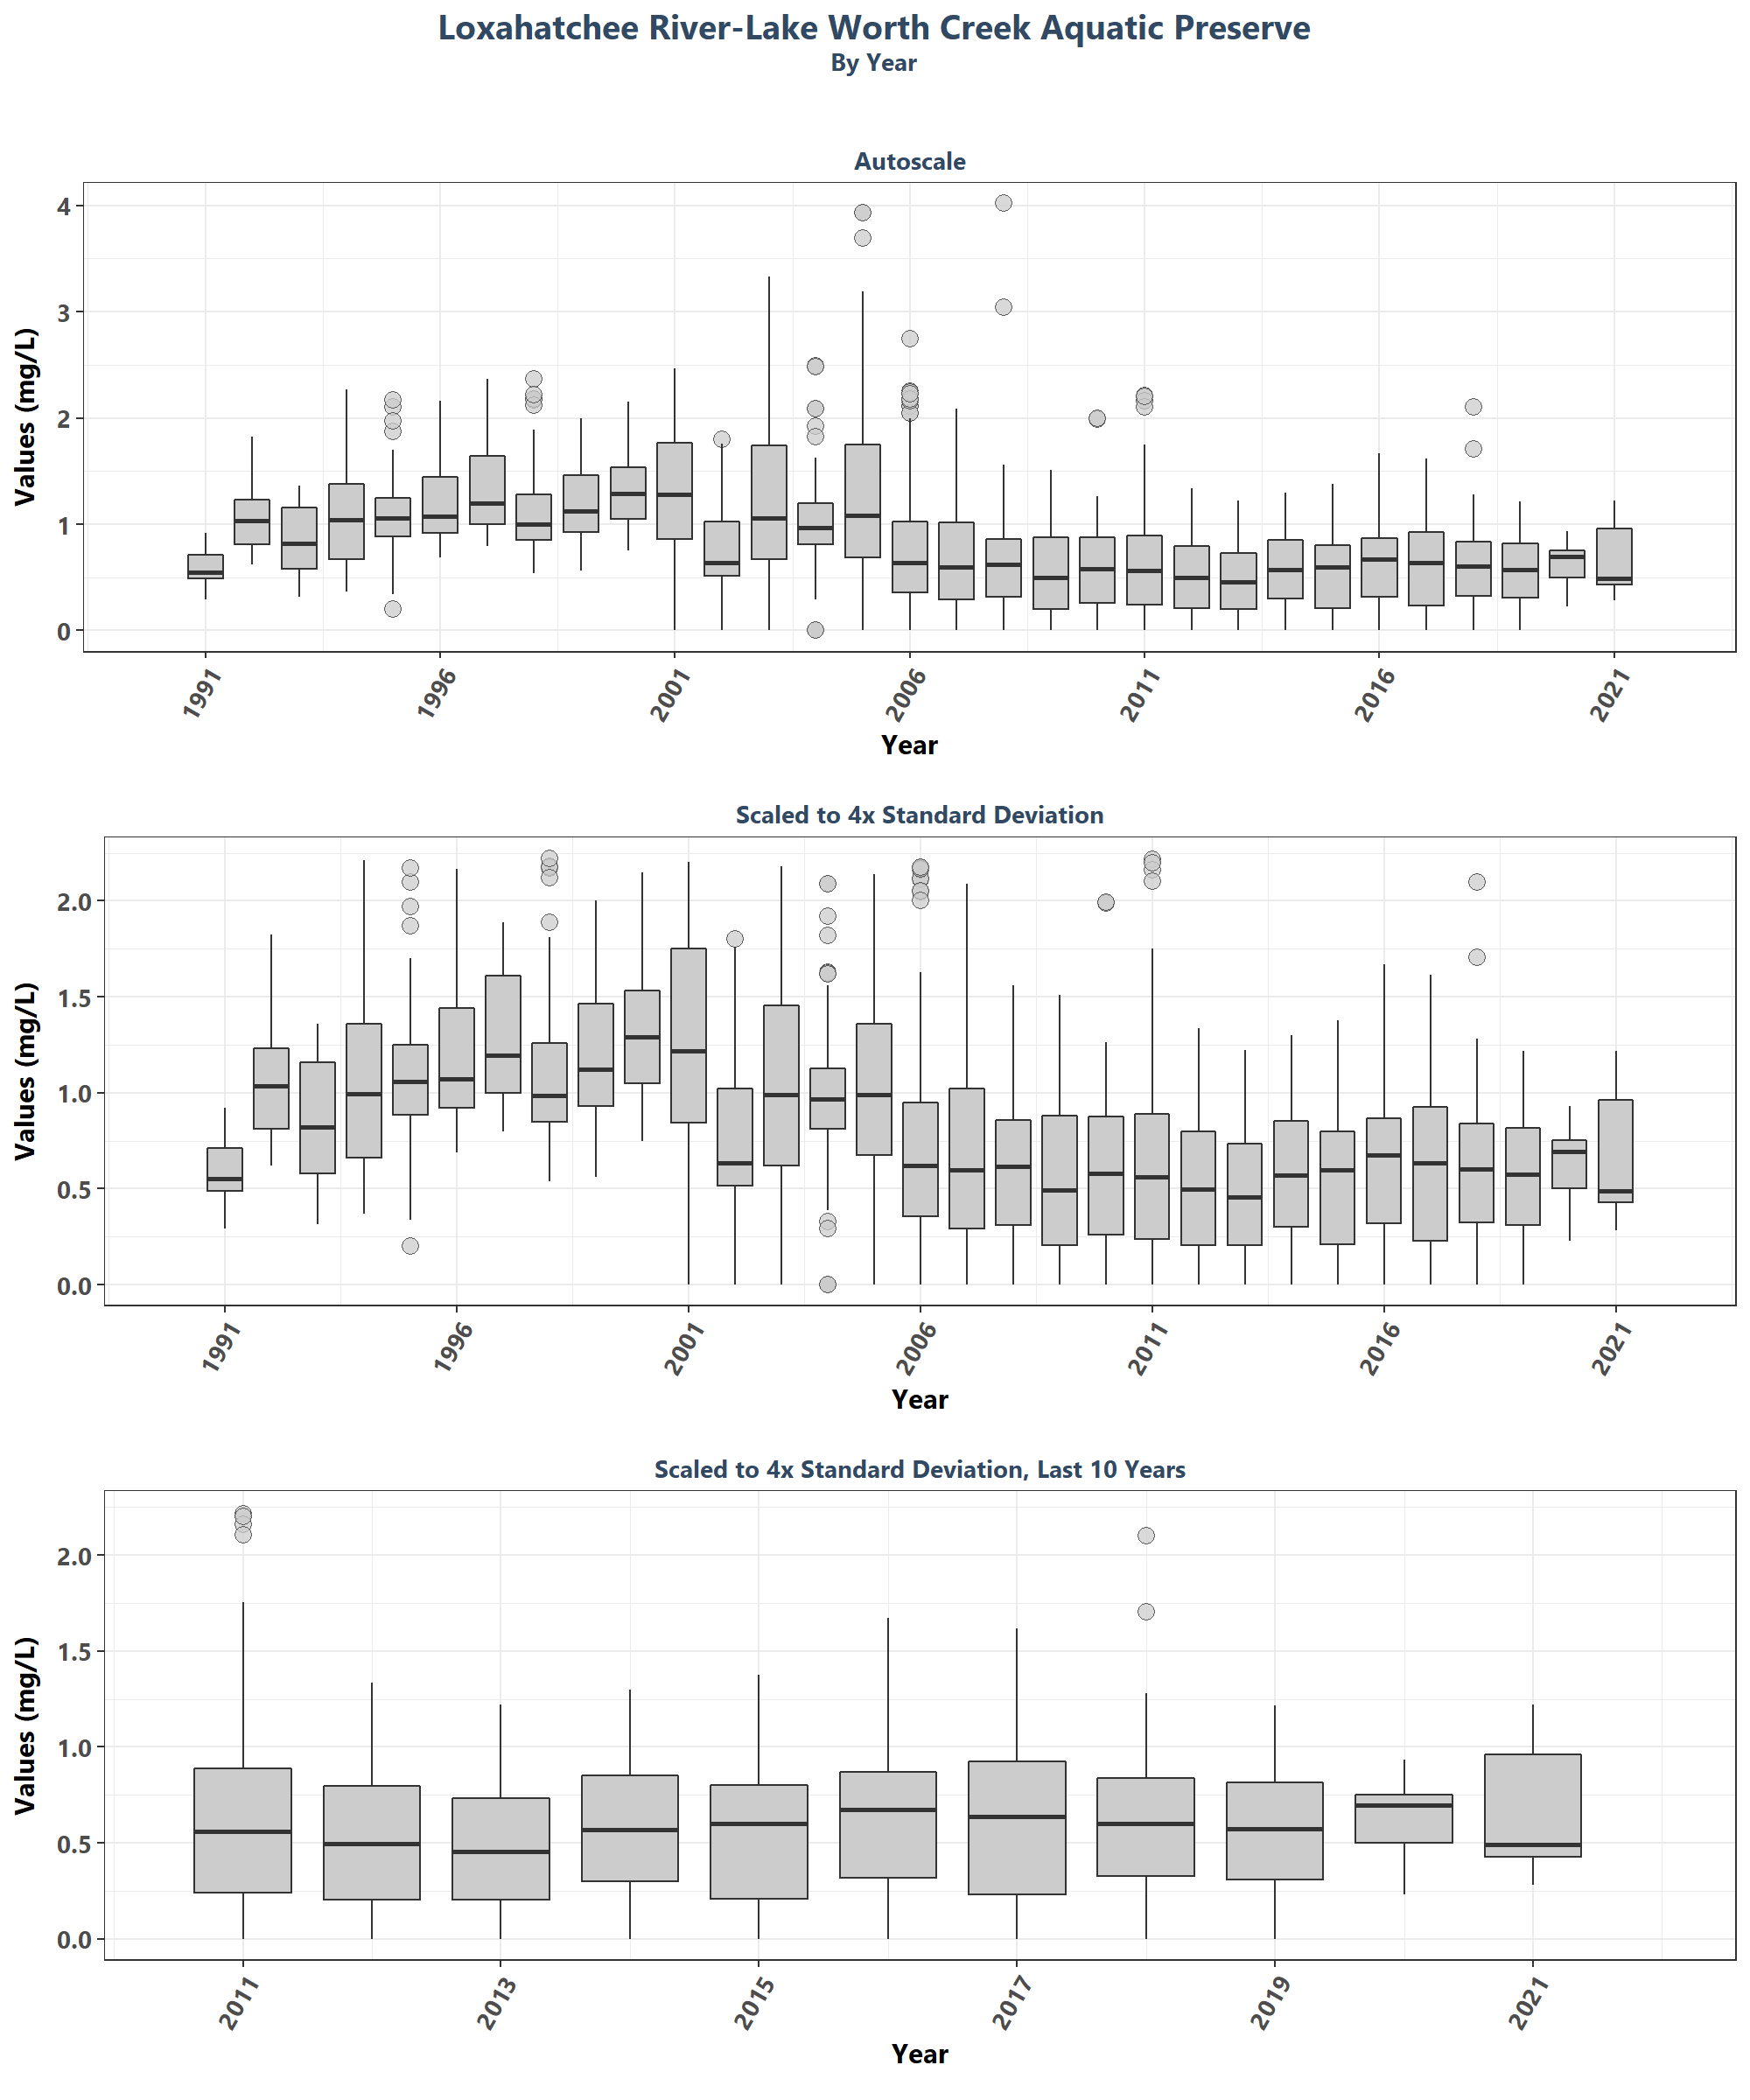 Loxahatchee River-Lake Worth Creek Aquatic Preserve
By Year
Autoscale
Values (mg/L)
4
3
2
1
0
1991 1996 2001 2006 2011 2016 2021
Year
Scaled to 4x Standard Deviation
Values (mg/L)
2.0
1.5
1.0
0.5
0.0
1991 1996 2001 2006 2011 2016 2021
Year
Scaled to 4x Standard Deviation, Last 10 Years
Values (mg/L)
2.0
1.5
1.0
0.5
0.0
2011 2013 2015 2017 2019 2021
Year